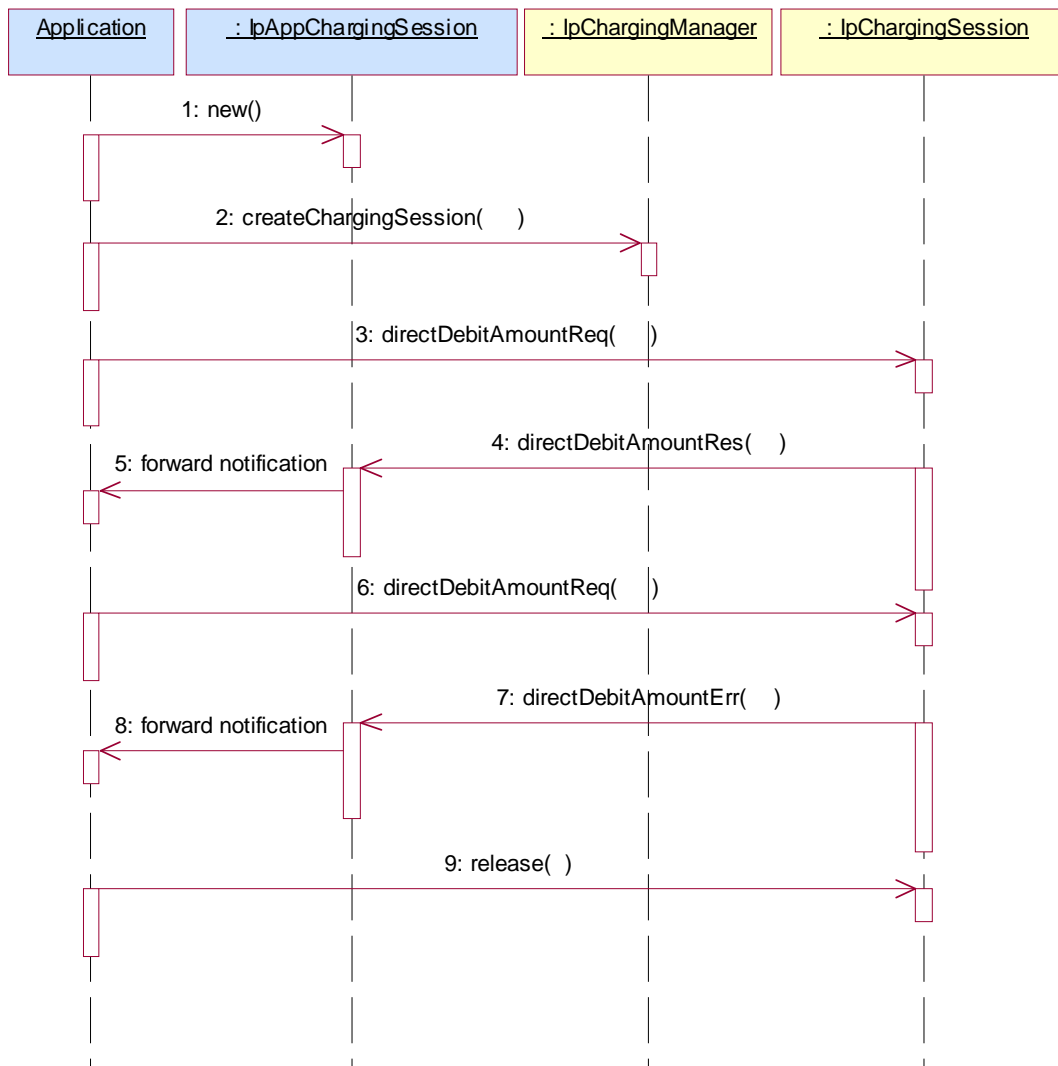 Application
: IpAppChargingSession
: IpChargingManager
: IpChargingSession
1: new()
2: createChargingSession( )
3: directDebitAmountReq( )
4: directDebitAmountRes( )
5: forward notification
6: directDebitAmountReq( )
7: directDebitAmountErr( )
8: forward notification
9: release( )